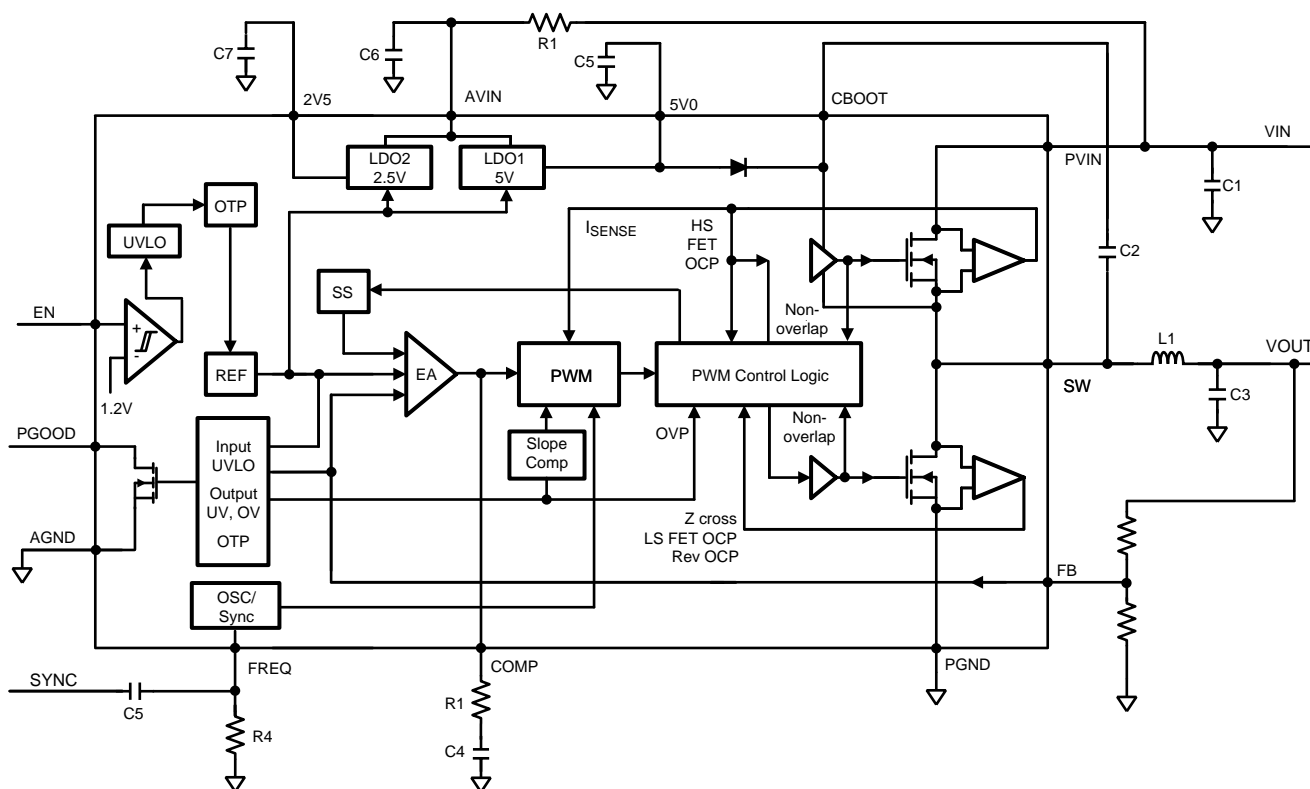 C7
C6
R1
C5
2V5
AVIN
5V0
CBOOT
VIN
PVIN
C1
LDO2
2.5V
LDO1
5V
OTP
UVLO
ISENSE
HS
FET
OCP
C2
SS
EN
+
-
1.2V
Non-
overlap
L1
VOUT
REF
EA
PWM
PWM Control Logic
SW
C3
PGOOD
Input
UVLO
Output
UV, OV
OTP
Slope
Comp
OVP
Non-
overlap
AGND
Z cross
LS FET OCP
Rev OCP
FB
OSC/
Sync
FREQ
COMP
PGND
SYNC
C5
R4
R1
C4